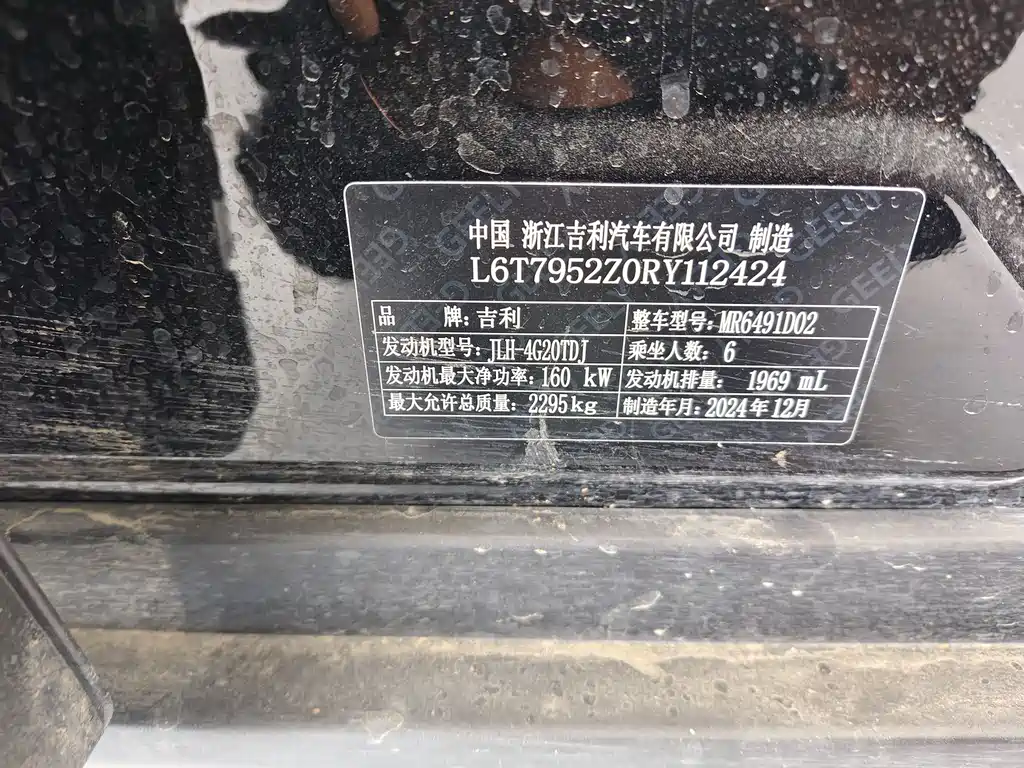 中国 浙江吉利汽车有限公司 制造
L6T7952Z0RY112424
品 牌: 吉利 整车型号: MR6491D02
发动机型号: JLH-4G20TDJ 乘坐人数: 6
发动机最大净功率: 160 kW 发动机排量: 1969 mL
最大允许总质量: 2295kg 制造年月: 2024年12月
GEELY